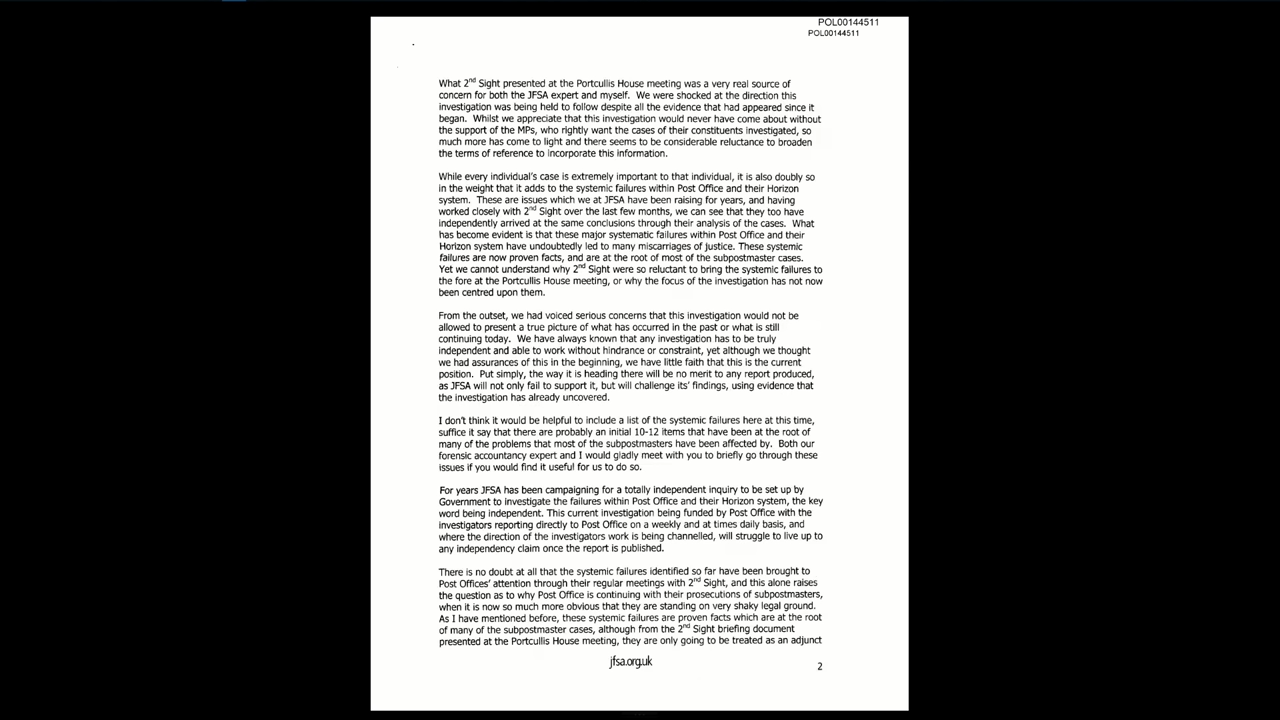 POL00144511
POL00144511
What 2nd Sight presented at the Portcullis House meeting was a very real source of
concern for both the JFSA expert and myself. We were shocked at the direction this
investigation was being held to follow despite all the evidence that had appeared since it
began. Whilst we appreciate that this investigation would never have come about without
the support of the MPs, who rightly want the cases of their constituents investigated, so
much more has come to light and there seems to be considerable reluctance to broaden
the terms of reference to incorporate this information.
While every individual's case is extremely important to that individual, it is also doubly so
in the weight that it adds to the systemic failures within Post Office and their Horizon
system. These are issues which we at JFSA have been raising for years, and having
worked closely with 2nd Sight over the last few months, we can see that they too have
independently arrived at the same conclusions through their analysis of the cases. What
has become evident is that these major systematic failures within Post Office and their
Horizon system have undoubtedly led to many miscarriages of justice. These systemic
failures are now proven facts, and are at the root of most of the subpostmaster cases.
Yet we cannot understand why 2nd Sight were so reluctant to bring the systemic failures to
the fore at the Portcullis House meeting, or why the focus of the investigation has not now
been centred upon them.
From the outset, we had voiced serious concerns that this investigation would not be
allowed to present a true picture of what has occurred in the past or what is still
continuing today. We have always known that any investigation has to be truly
independent and able to work without hindrance or constraint, yet although we thought
we had assurances of this in the beginning, we have little faith that this is the current
position. Put simply, the way it is heading there will be no merit to any report produced,
as JFSA will not only fail to support it, but will challenge its' findings, using evidence that
the investigation has already uncovered.
I don't think it would be helpful to include a list of the systemic failures here at this time,
suffice it say that there are probably an initial 10-12 items that have been at the root of
many of the problems that most of the subpostmasters have been affected by. Both our
forensic accountancy expert and I would gladly meet with you to briefly go through these
issues if you would find it useful for us to do so.
For years JFSA has been campaigning for a totally independent inquiry to be set up by
Government to investigate the failures within Post Office and their Horizon system, the key
word being independent. This current investigation being funded by Post Office with the
investigators reporting directly to Post Office on a weekly and at times daily basis, and
where the direction of the investigators work is being channelled, will struggle to live up to
any independency claim once the report is published.
There is no doubt at all that the systemic failures identified so far have been brought to
Post Offices' attention through their regular meetings with 2nd Sight, and this alone raises
the question as to why Post Office is continuing with their prosecutions of subpostmasters,
when it is now so much more obvious that they are standing on very shaky legal ground.
As I have mentioned before, these systemic failures are proven facts which are at the root
of many of the subpostmaster cases, although from the 2nd Sight briefing document
presented at the Portcullis House meeting, they are only going to be treated as an adjunct
jfsa.org.uk
2